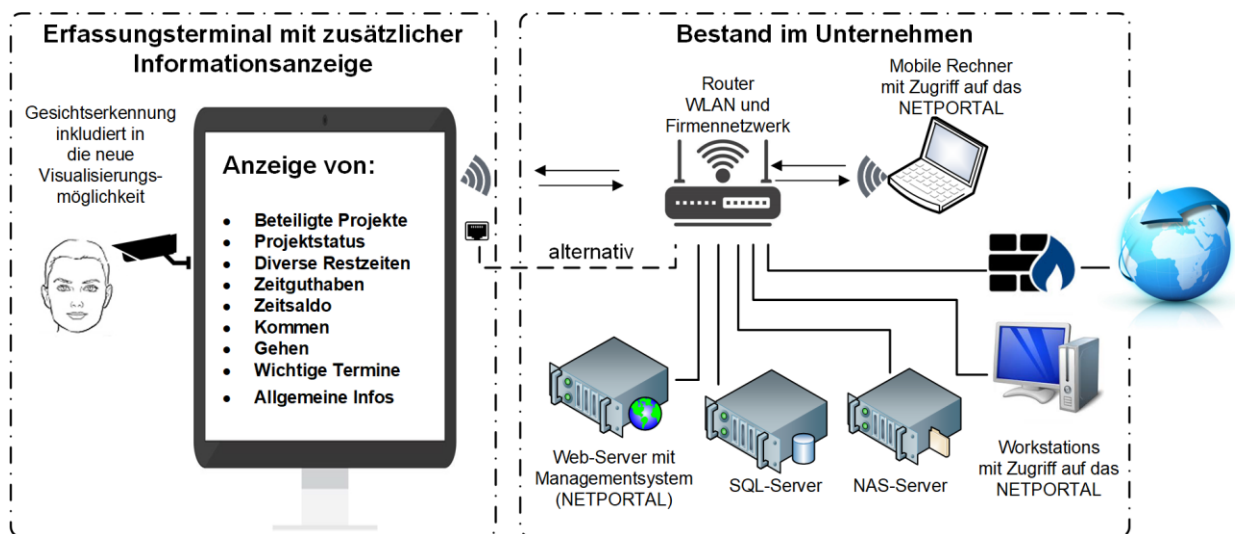 Erfassungsterminal mit zusätzlicher
Informationsanzeige
Gesichtserkennung
inkludiert in
die neue
Visualisierungs-
möglichkeit
Anzeige von:
• Beteiligte Projekte
• Projektstatus
• Diverse Restzeiten
• Zeitguthaben
• Zeitsaldo
• Kommen
• Gehen
• Wichtige Termine
• Allgemeine Infos
alternativ
Bestand im Unternehmen
Router
WLAN und
Firmennetzwerk
Mobile Rechner
mit Zugriff auf das
NETPORTAL
Web-Server mit
Managementsystem
(NETPORTAL)
SQL-Server
NAS-Server
Workstations
mit Zugriff auf das
NETPORTAL